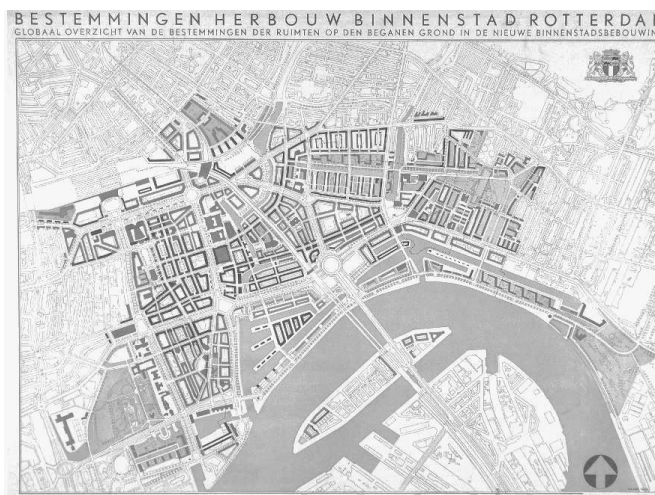 BESTEMMINGEN HERBOUW BINNENSTAD ROTTERDA
GLOBAAL OVERZICHT VAN DE BESTEMMINGEN DER RUIMTEN OP DEN BEGANEN GROND IN DE NIEUWE BINNENSTADSBEBOUWIN